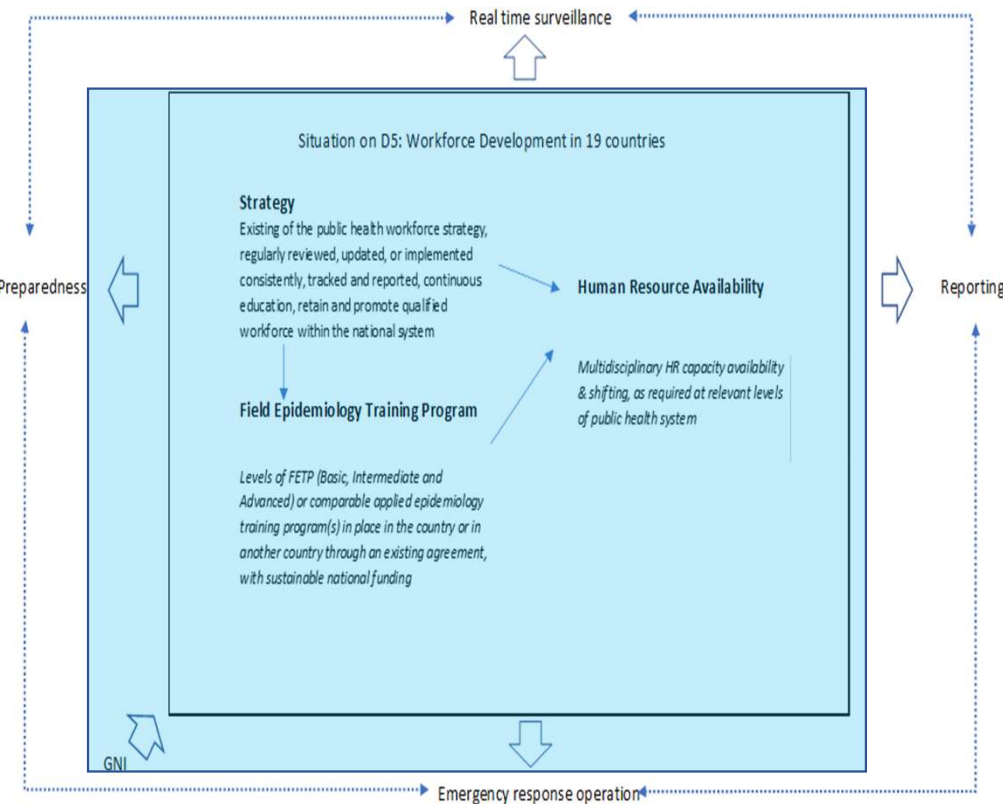 Real time surveillance
Situation on D5: Workforce Development in 19 countries
Strategy
Existing of the public health workforce strategy,
regularly reviewed, updated, or implemented
consistently, tracked and reported, continuous
education, retain and promote qualified
workforce within the national system
Preparedness
Human Resource Availability
Reporting
Multidisciplinary HR capacity availability
& shifting, as required at relevant levels
of public health system
Field Epidemiology Training Program
Levels of FETP (Basic, Intermediate and
Advanced) or comparable applied epidemiology
training program(s) in place in the country or in
another country through an existing agreement,
with sustainable national funding
GNI
Emergency response operation